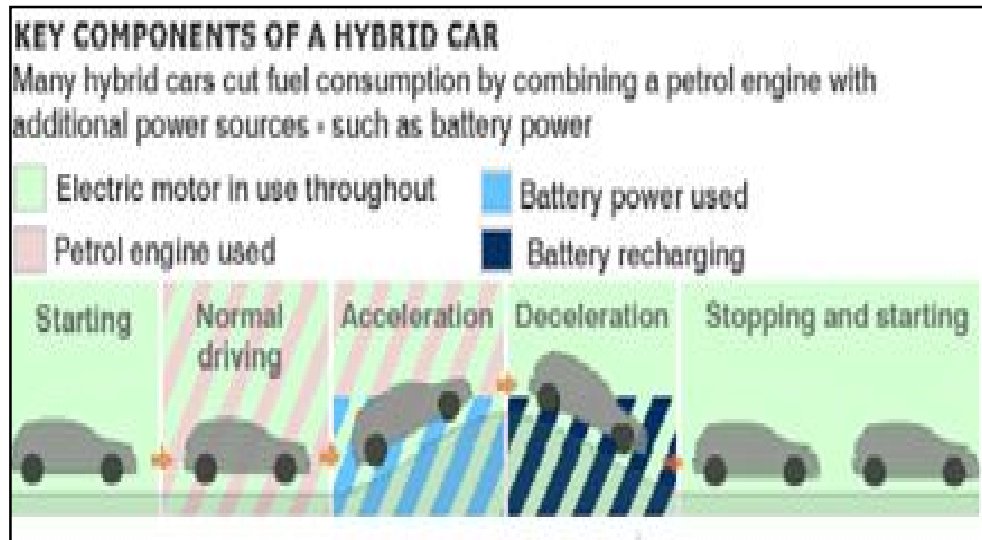 KEY COMPONENTS OF A HYBRID CAR
Many hybrid cars cut fuel consumption by combining a petrol engine with
additional power sources - such as battery power
Electric motor in use throughout
Battery power used
Petrol engine used
Battery recharging
Starting
Normal
driving
Acceleration
Deceleration
Stopping and starting